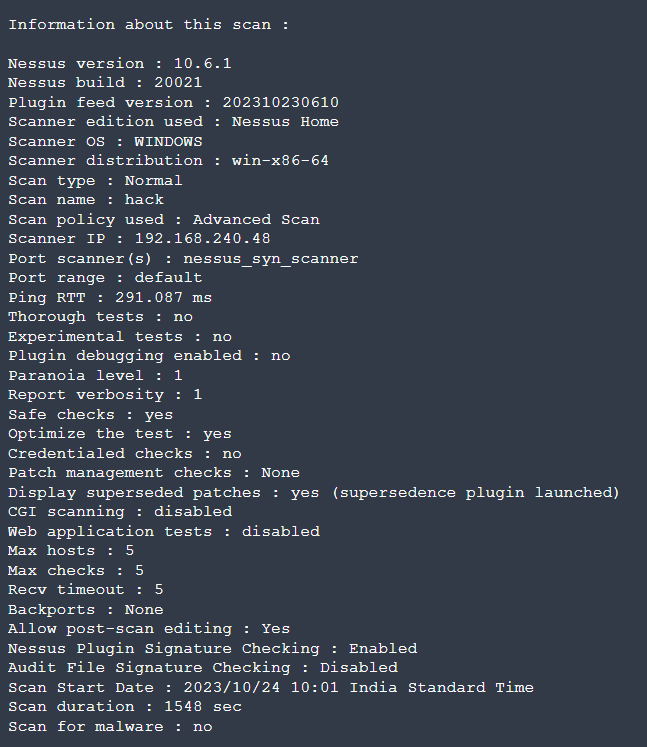 Information about this scan :
Nessus version : 10.6.1
Nessus build : 20021
Plugin feed version : 202310230610
Scanner edition used : Nessus Home
Scanner OS : WINDOWS
Scanner distribution : win-x86-64
Scan type : Normal
Scan name : hack
Scan policy used : Advanced Scan
Scanner IP : 192.168.240.48
Port scanner(s) : nessus_syn_scanner
Port range : default
Ping RTT : 291.087 ms
Thorough tests : no
Experimental tests : no
Plugin debugging enabled : no
Paranoia level : 1
Report verbosity : 1
Safe checks : yes
Optimize the test : yes
Credentialed checks : no
Patch management checks : None
Display superseded patches : yes (supersedence plugin launched)
CGI scanning : disabled
Web application tests : disabled
Max hosts : 5
Max checks : 5
Recv timeout : 5
Backports : None
Allow post-scan editing : Yes
Nessus Plugin Signature Checking : Enabled
Audit File Signature Checking : Disabled
Scan Start Date : 2023/10/24 10:01 India Standard Time
Scan duration : 1548 sec
Scan for malware : no